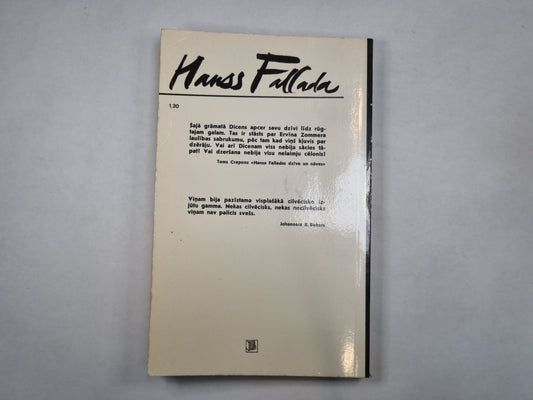 Hanss Fallada
1.30
Šajā grāmatā Dicens apcer savu dzīvi līdz rūg-
tajam galam. Tas ir stāsts par Ervīna Zommera
laulības sabrukumu, pēc tam kad viņš kļuvis par
dzērāju. Vai arī Dicenam viss nebija sācies tā-
pat! Vai dzeršana nebija visu nelaimju cēlonis!
Toms Crepons «Hansa Falladas dzīve un nāves»
Viņam bija pazīstama visplašākā cilvēcisko iz-
jūtu gamma. Nekas cilvēcisks, nekas necilvēcisks
viņam nav palicis svešs.
Johanness R. Behers